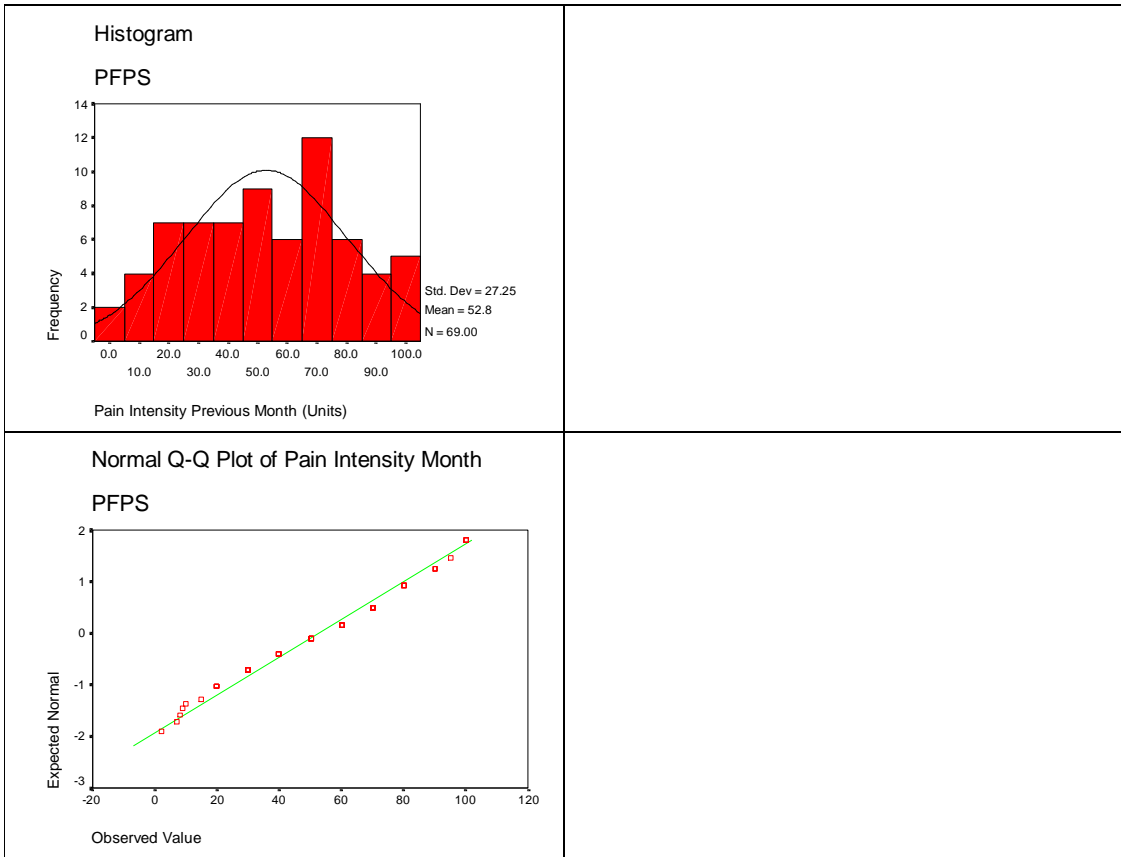 Histogram
PFPS
14
12
10
8
6
4
2
0
Frequency
Std. Dev = 27.25
Mean = 52.8
N = 69.00
0.0 20.0 40.0 60.0 80.0 100.0
10.0 30.0 50.0 70.0 90.0
Pain Intensity Previous Month (Units)
Normal Q-Q Plot of Pain Intensity Month
PFPS
2
1
0
-1
-2
-3
Expected Normal
-20 0 20 40 60 80 100 120
Observed Value